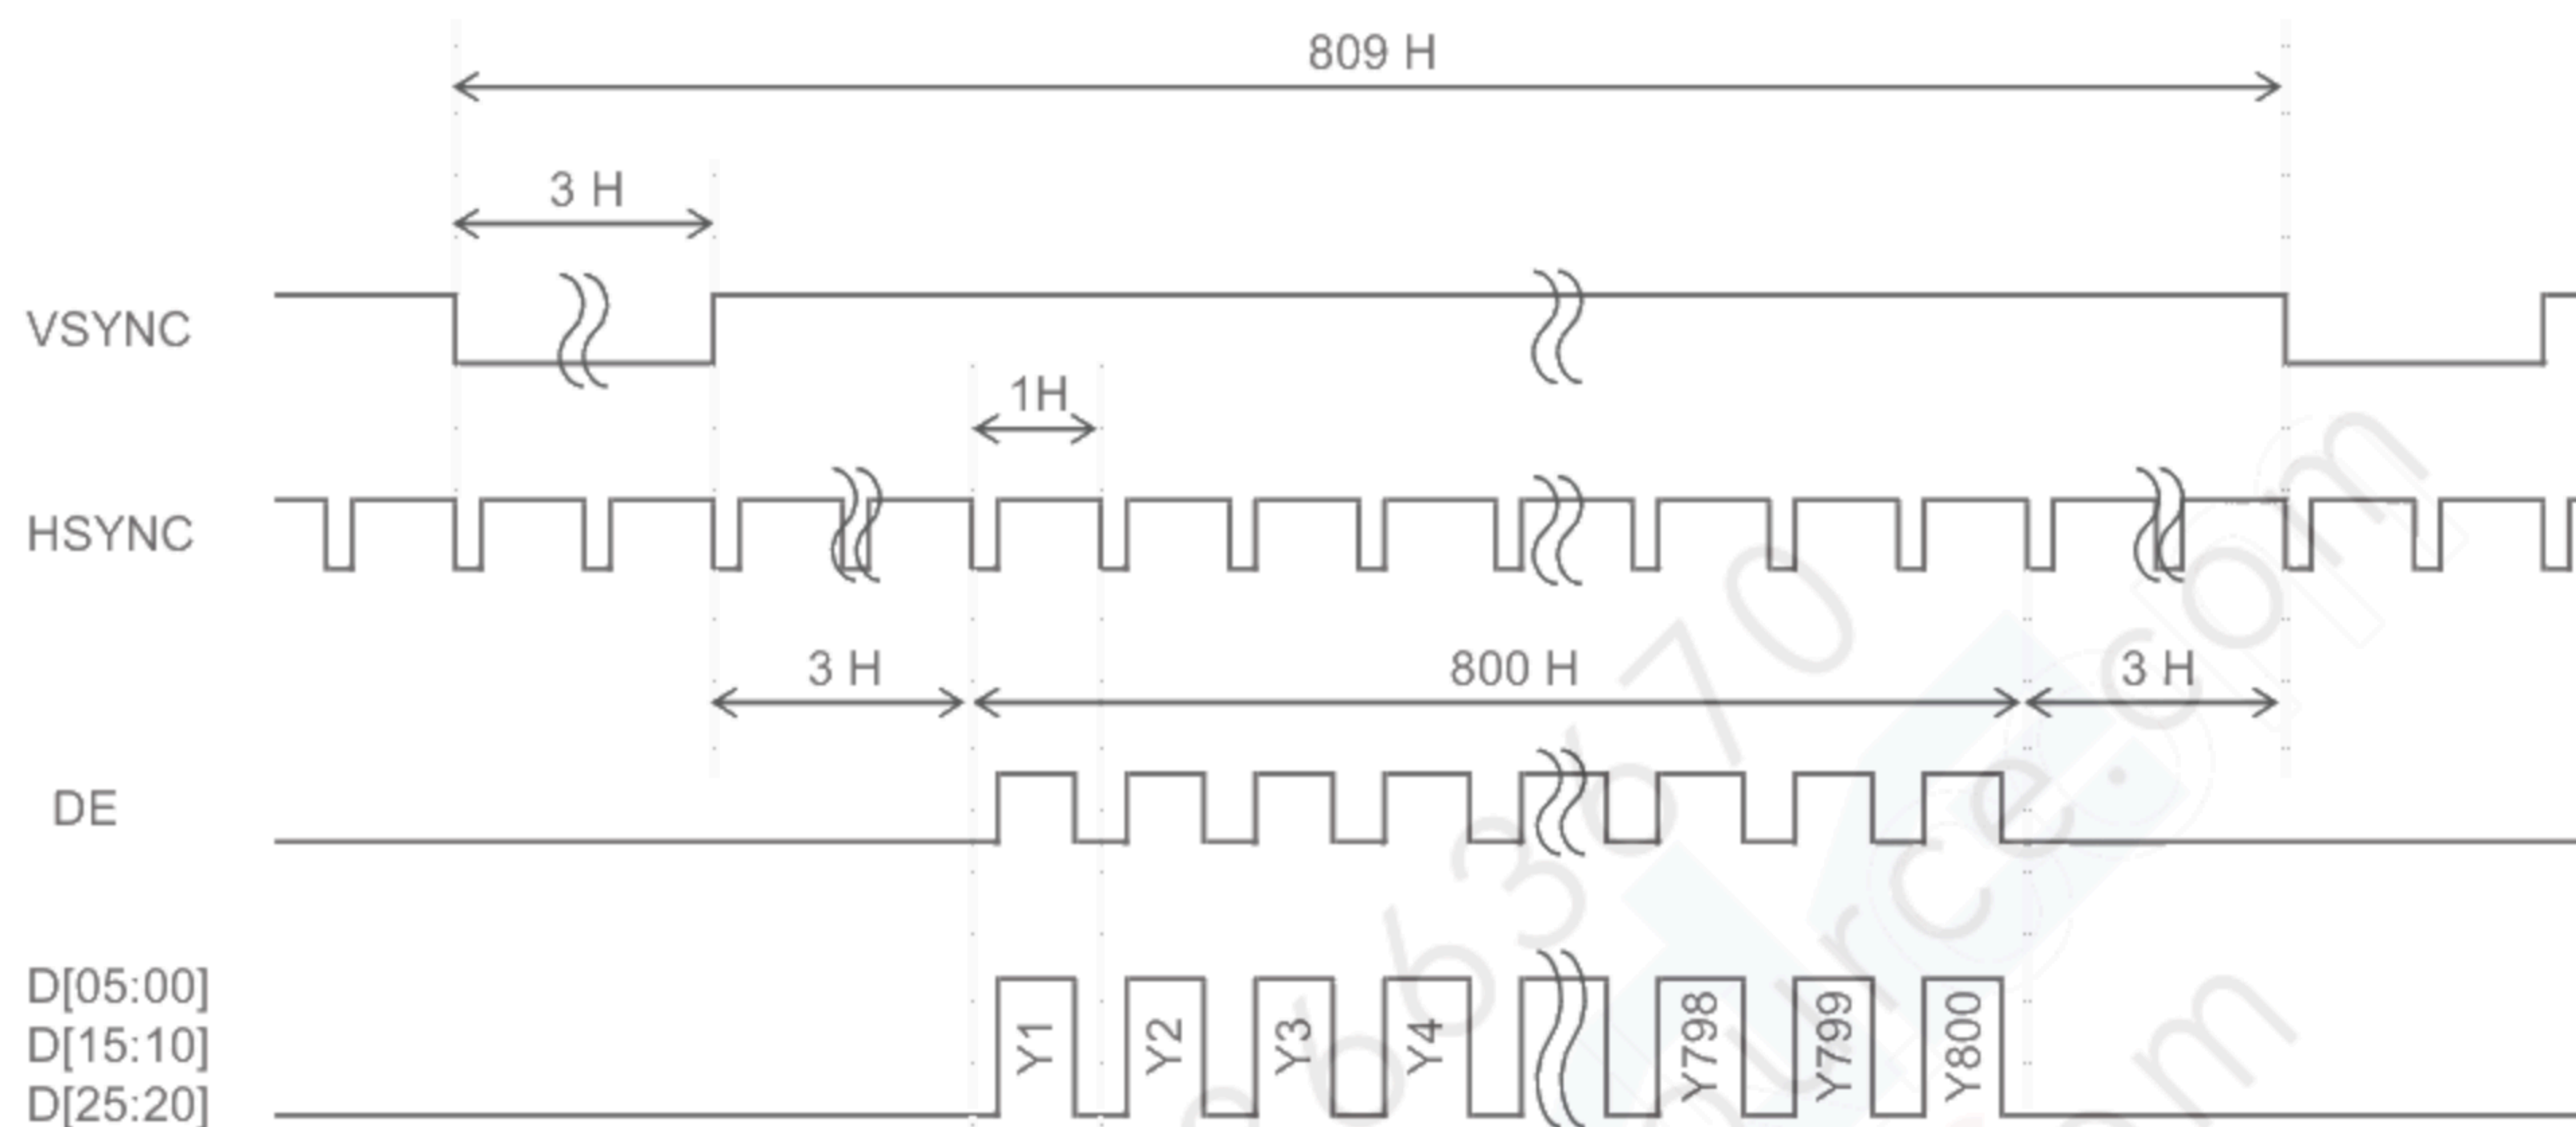 809 H
3 H
VSYNC
1H
HSYNC
3 H 800 H 3 H
DE
D[05:00]
D[15:10]
D[25:20]
Y1 Y2 Y3 Y4 Y798 Y799 Y800